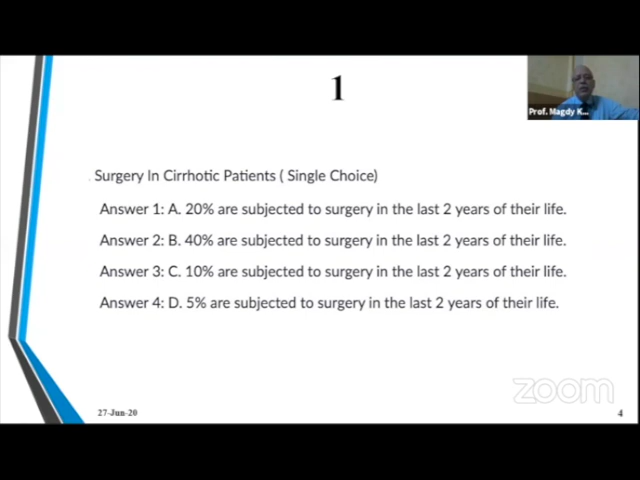 1
Prof. Magdy K...
Surgery In Cirrhotic Patients ( Single Choice)
Answer 1: A. 20% are subjected to surgery in the last 2 years of their life.
Answer 2: B. 40% are subjected to surgery in the last 2 years of their life.
Answer 3: C. 10% are subjected to surgery in the last 2 years of their life.
Answer 4: D. 5% are subjected to surgery in the last 2 years of their life.
zoom
27-Jun-20
4